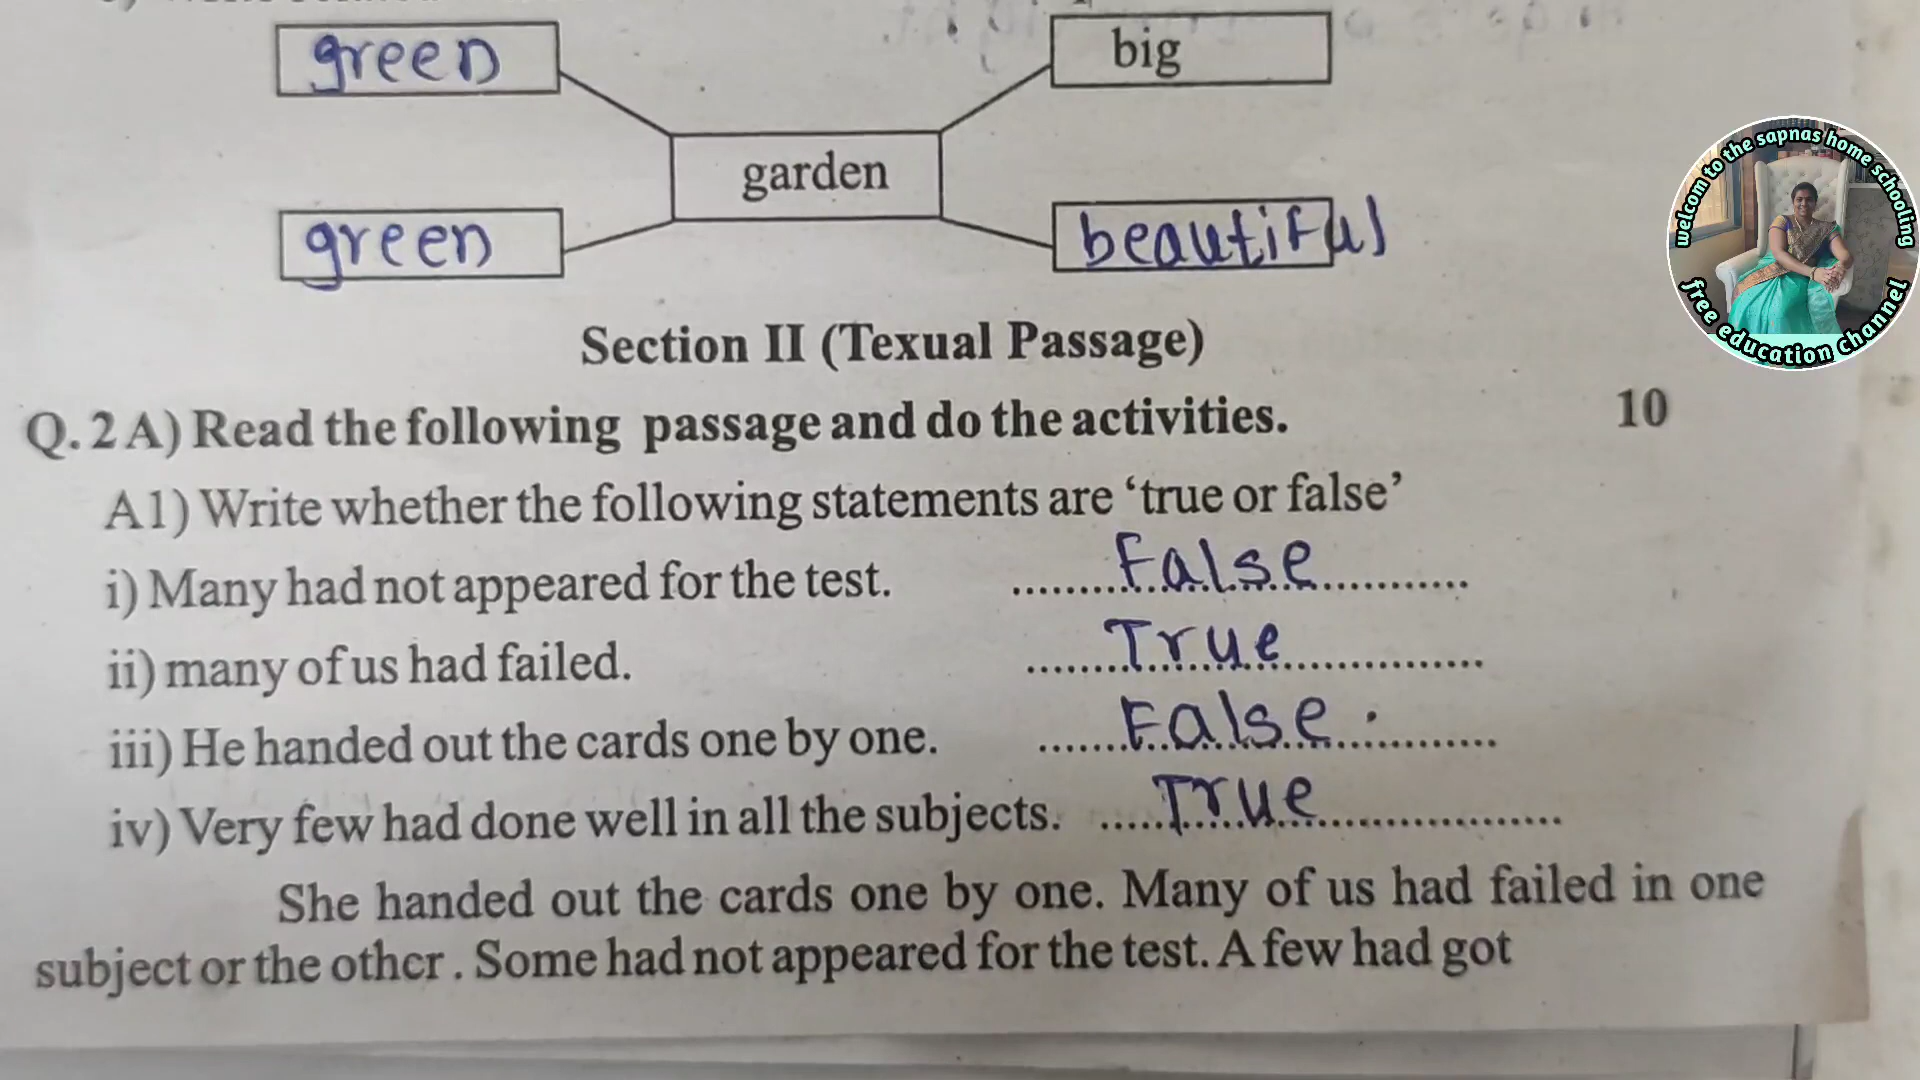 green
big
garden
green
beautiful
Section II (Texual Passage)
Q. 2 A) Read the following passage and do the activities. 10
A1) Write whether the following statements are ‘true or false’
i) Many had not appeared for the test. ........False...........
ii) many of us had failed. ........True...........
iii) He handed out the cards one by one. ........False...........
iv) Very few had done well in all the subjects. ........True...........
She handed out the cards one by one. Many of us had failed in one
subject or the other . Some had not appeared for the test. A few had got
welcom to the sapnas home schooling
free education channel